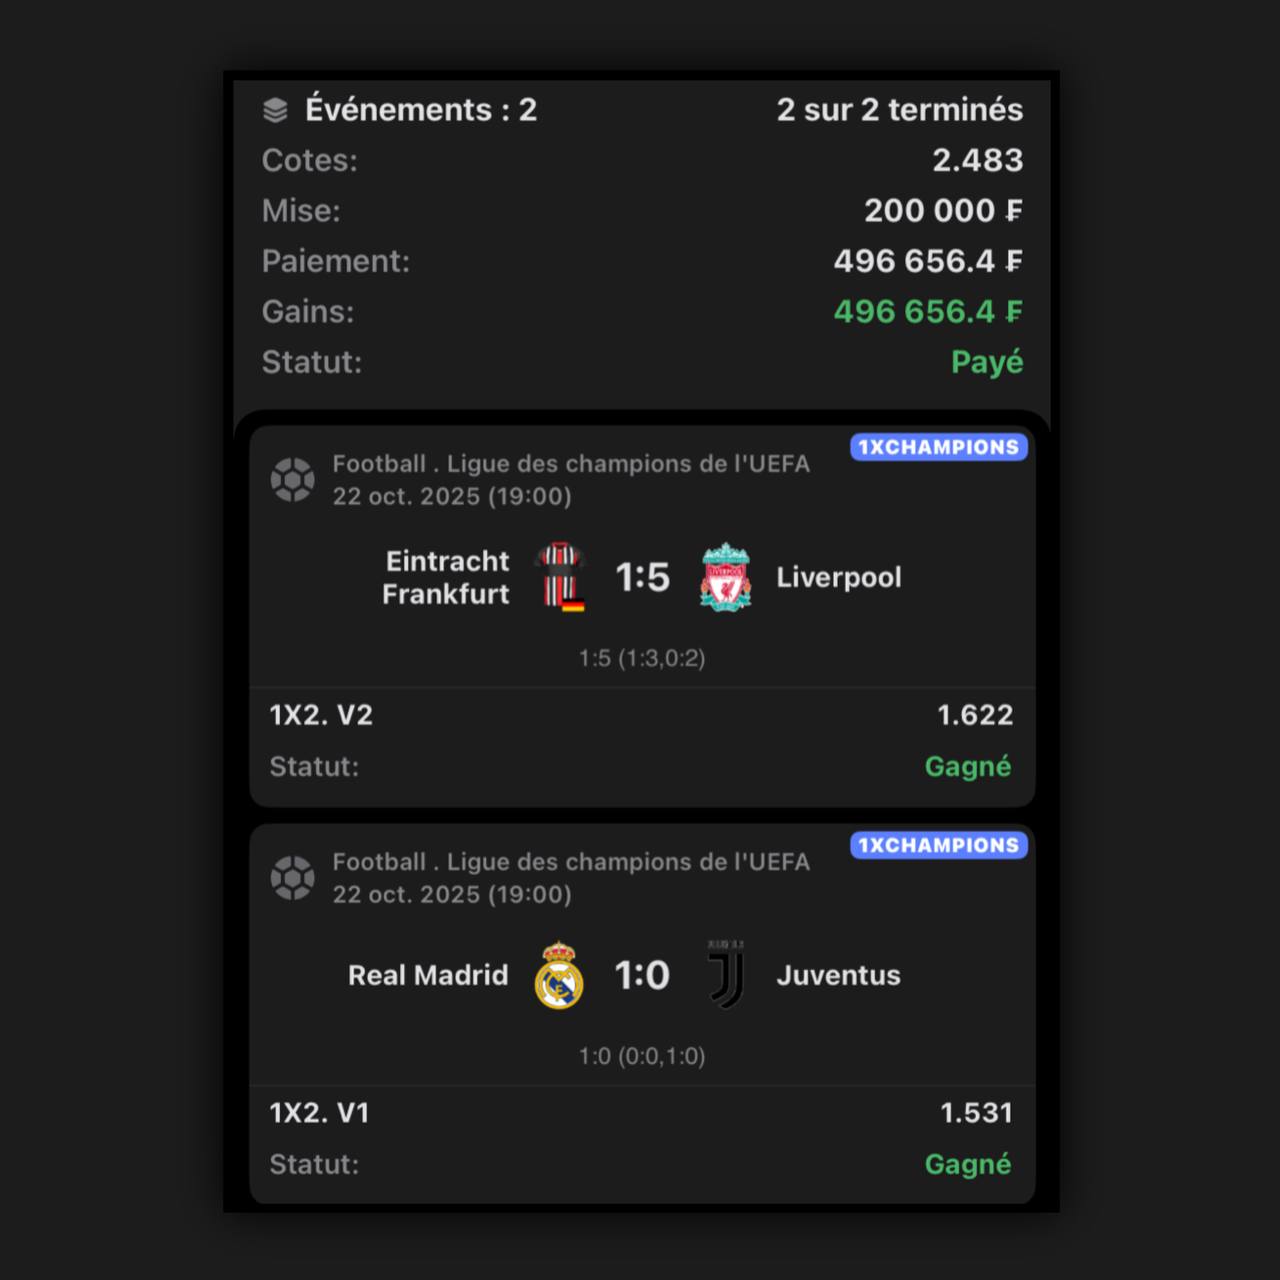 Événements : 2 2 sur 2 terminés
Cotes: 2.483
Mise: 200 000 ₣
Paiement: 496 656.4 ₣
Gains: 496 656.4 ₣
Statut: Payé
1XCHAMPIONS
Football . Ligue des champions de l'UEFA
22 oct. 2025 (19:00)
Eintracht
Frankfurt 1:5 Liverpool
1:5 (1:3,0:2)
1X2. V2 1.622
Statut: Gagné
1XCHAMPIONS
Football . Ligue des champions de l'UEFA
22 oct. 2025 (19:00)
Real Madrid 1:0 Juventus
1:0 (0:0,1:0)
1X2. V1 1.531
Statut: Gagné